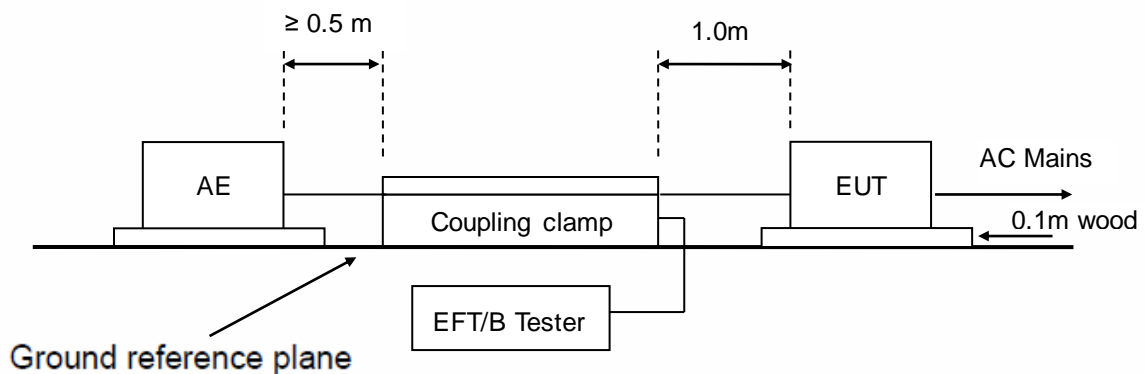 ≥ 0.5 m
1.0m
AE
EUT
AC Mains
Coupling clamp
0.1m wood
EFT/B Tester
Ground reference plane